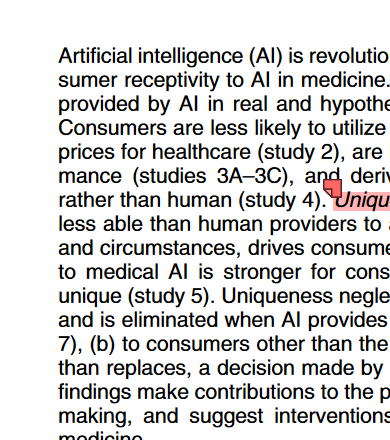 Artificial intelligence (AI) is revolutio
sumer receptivity to AI in medicine.
provided by AI in real and hypothe
Consumers are less likely to utilize
prices for healthcare (study 2), are
mance (studies 3A–3C), and deriv
rather than human (study 4). Uniqu
less able than human providers to a
and circumstances, drives consume
to medical AI is stronger for cons
unique (study 5). Uniqueness negle
and is eliminated when AI provides
7), (b) to consumers other than the
than replaces, a decision made by
findings make contributions to the p
making, and suggest interventions
medicine.